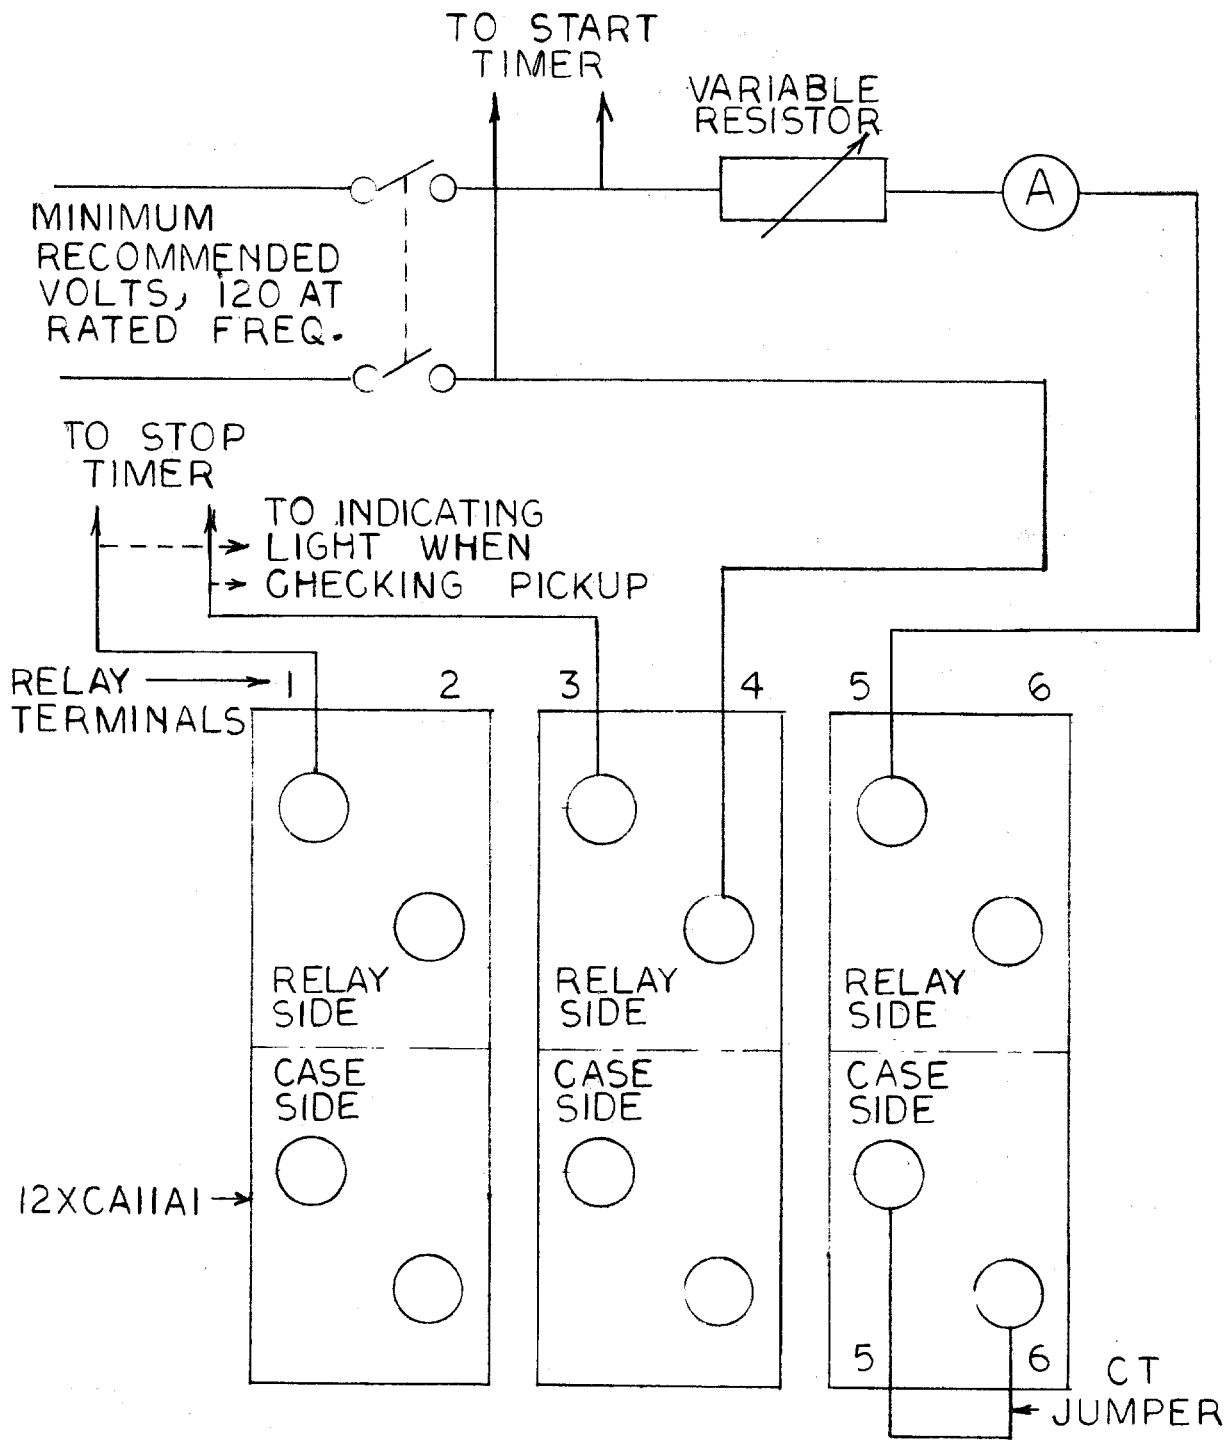 TO START
TIMER
VARIABLE
RESISTOR
A
MINIMUM
RECOMMENDED
VOLTS, 120 AT
RATED FREQ.
TO STOP
TIMER
TO INDICATING
LIGHT WHEN
CHECKING PICKUP
RELAY
TERMINALS
1 2 3 4 5 6
RELAY
SIDE
CASE
SIDE
RELAY
SIDE
CASE
SIDE
RELAY
SIDE
CASE
SIDE
12XCA11A1
5 6
CT
JUMPER